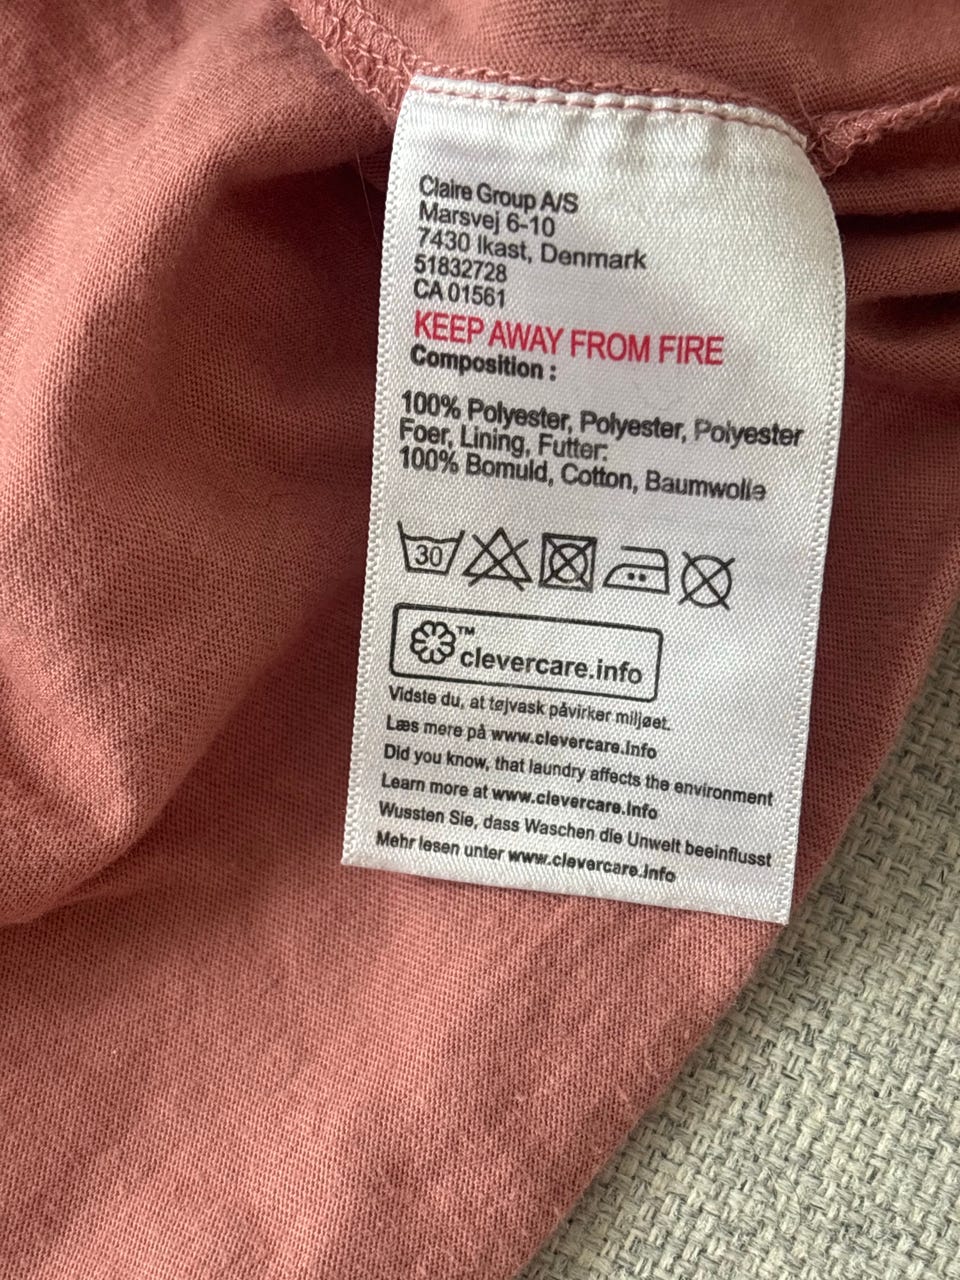 Claire Group A/S
Marsvej 6-10
7430 Ikast, Denmark
51832728
CA 01561
KEEP AWAY FROM FIRE
Composition :
100% Polyester, Polyester, Polyester
Foer, Lining, Futter:
100% Bomuld, Cotton, Baumwolle
30
™
clevercare.info
Vidste du, at tøjvask påvirker miljøet.
Læs mere på www.clevercare.Info
Did you know, that laundry affects the environment
Learn more at www.clevercare.Info
Wussten Sie, dass Waschen die Unwelt beeinflusst
Mehr lesen unter www.clevercare.Info